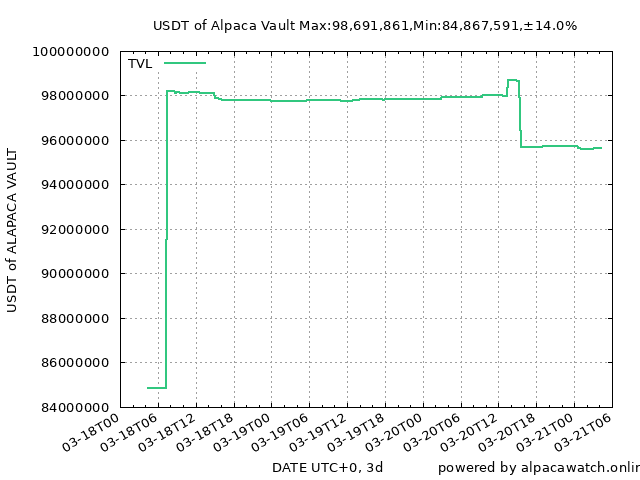 USDT of Alpaca Vault Max:98,691,861,Min:84,867,591,±14.0%
TVL
100000000
98000000
96000000
94000000
92000000
90000000
88000000
86000000
84000000
USDT of ALAPACA VAULT
03-18T00
03-18T06
03-18T12
03-18T18
03-19T00
03-19T06
03-19T12
03-19T18
03-20T00
03-20T06
03-20T12
03-20T18
03-21T00
03-21T06
DATE UTC+0, 3d
powered by alpacawatch.onlin